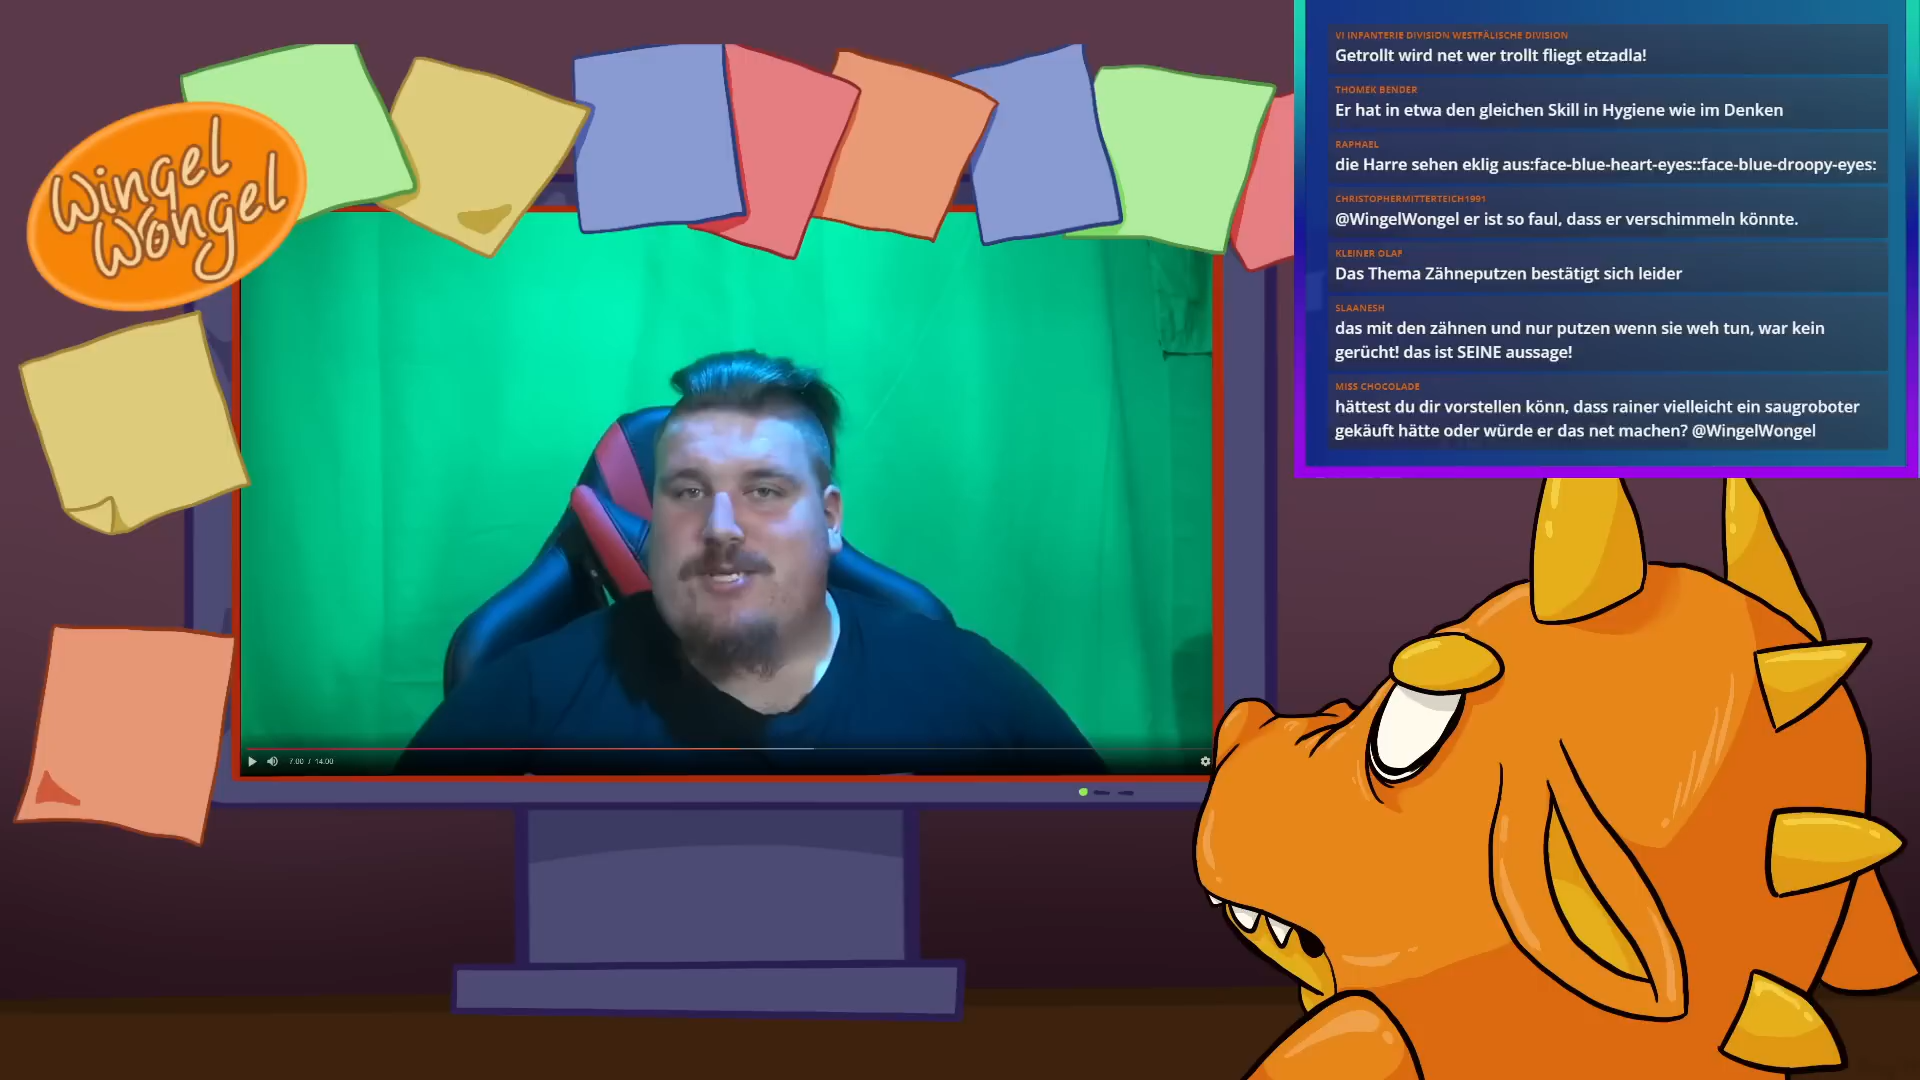 Wingel
Wongel
VI INFANTERIE DIVISION WESTFÄLISCHE DIVISION
Getrollt wird net wer trollt fliegt etzadla!
THOMEK BENDER
Er hat in etwa den gleichen Skill in Hygiene wie im Denken
RAPHAEL
die Harre sehen eklig aus:face-blue-heart-eyes::face-blue-droopy-eyes:
CHRISTOPHERMITTERTEICH1991
@WingelWongel er ist so faul, dass er verschimmeln könnte.
KLEINER OLAF
Das Thema Zähneputzen bestätigt sich leider
SLAANESH
das mit den zähnen und nur putzen wenn sie weh tun, war kein
gerücht! das ist SEINE aussage!
MISS CHOCOLADE
hättest du dir vorstellen könn, dass rainer vielleicht ein saugroboter
gekäuft hätte oder würde er das net machen? @WingelWongel
7:00 / 14:00